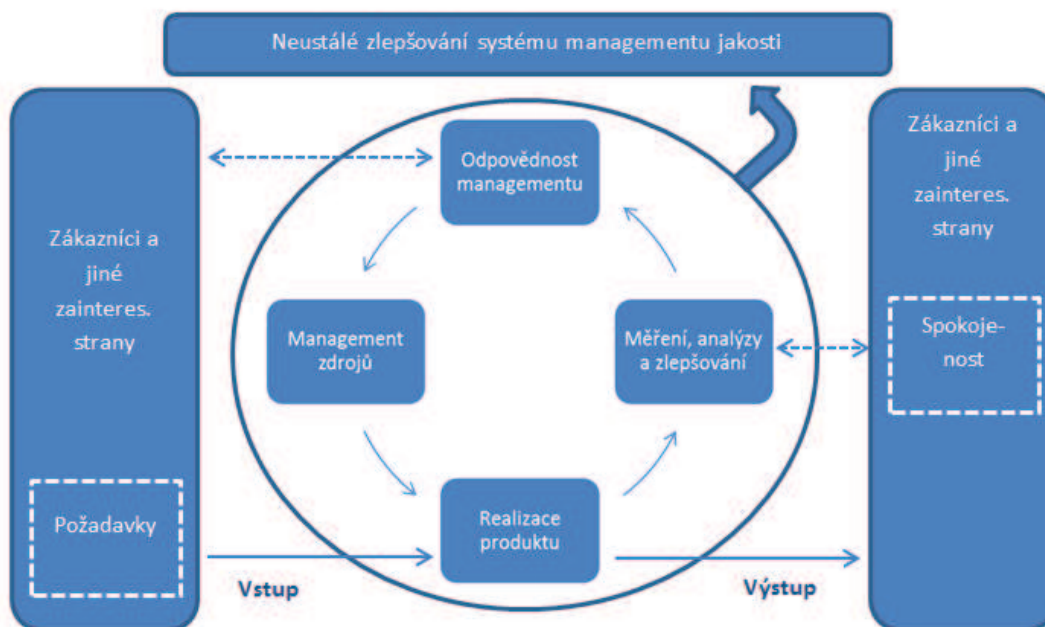 Neustálé zlepšování systému managementu jakosti
Zákazníci a
jiné
zainteres.
strany
Požadavky
Odpovědnost
managementu
Management
zdrojů
Měření, analýzy
a zlepšování
Realizace
produktu
Vstup
Výstup
Zákazníci a
jiné
zainteres.
strany
Spokoje-
nost